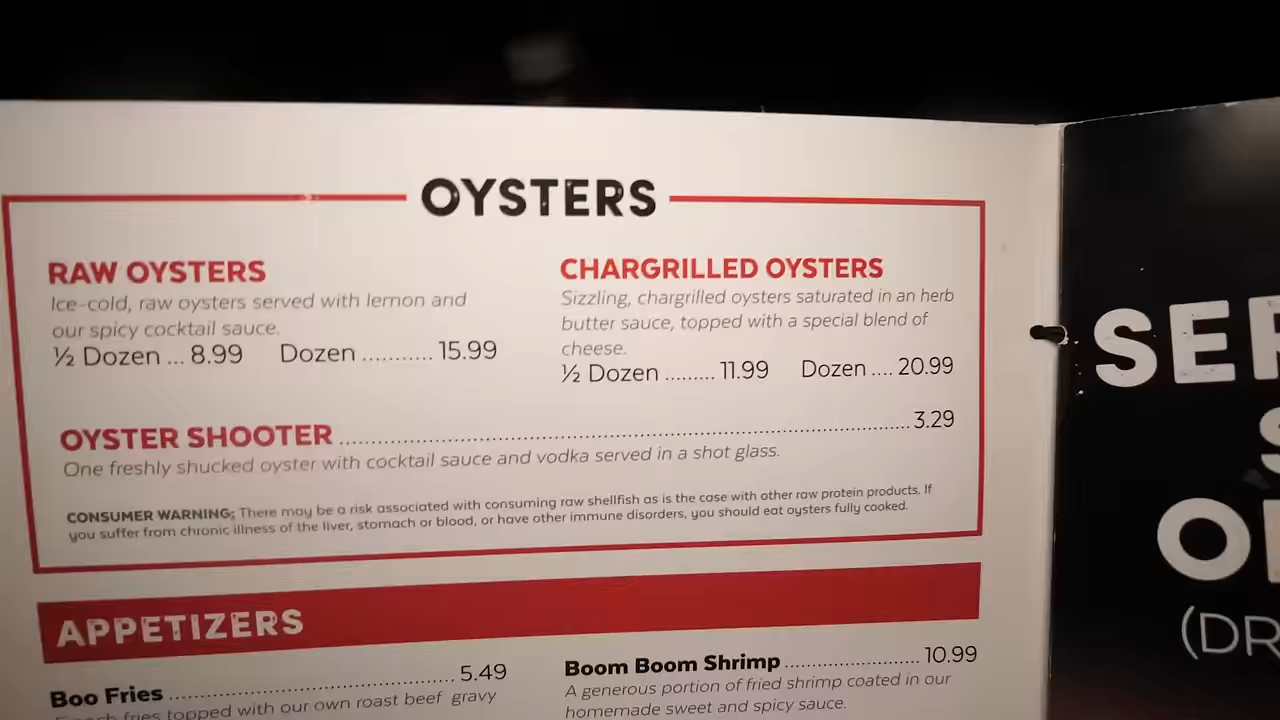 OYSTERS
RAW OYSTERS
Ice-cold, raw oysters served with lemon and
our spicy cocktail sauce.
½ Dozen ... 8.99 Dozen ........... 15.99
CHARGRILLED OYSTERS
Sizzling, chargrilled oysters saturated in an herb
butter sauce, topped with a special blend of
cheese.
½ Dozen ......... 11.99 Dozen .... 20.99
OYSTER SHOOTER ........ 3.29
One freshly shucked oyster with cocktail sauce and vodka served in a shot glass.
CONSUMER WARNING: There may be a risk associated with consuming raw shellfish as is the case with other raw protein products. If
you suffer from chronic illness of the liver, stomach or blood, or have other immune disorders, you should eat oysters fully cooked.
APPETIZERS
Boo Fries ........ 5.49
fries topped with our own roast beef gravy
Boom Boom Shrimp ........ 10.99
A generous portion of fried shrimp coated in our
homemade sweet and spicy sauce.
SE
S
O
(DR